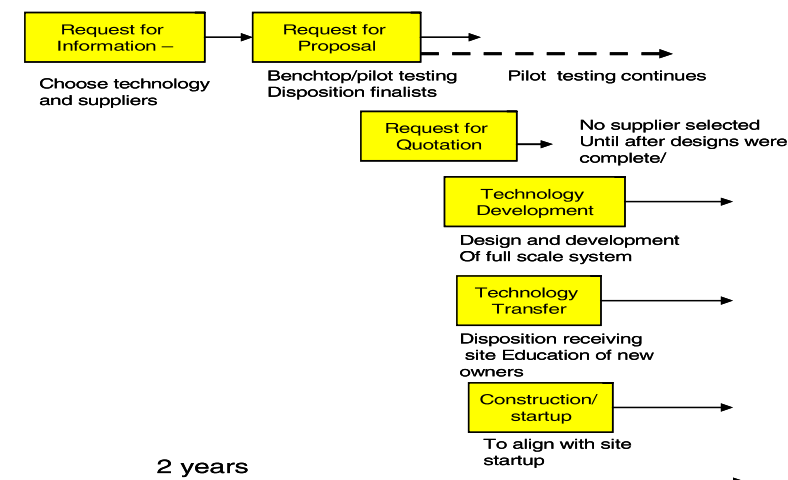 Request for
Information –
Request for
Proposal
Choose technology
and suppliers
Benchtop/pilot testing
Disposition finalists
Pilot testing continues
Request for
Quotation
No supplier selected
Until after designs were
complete/
Technology
Development
Design and development
Of full scale system
Technology
Transfer
Disposition receiving
site Education of new
owners
Construction/
startup
To align with site
startup
2 years